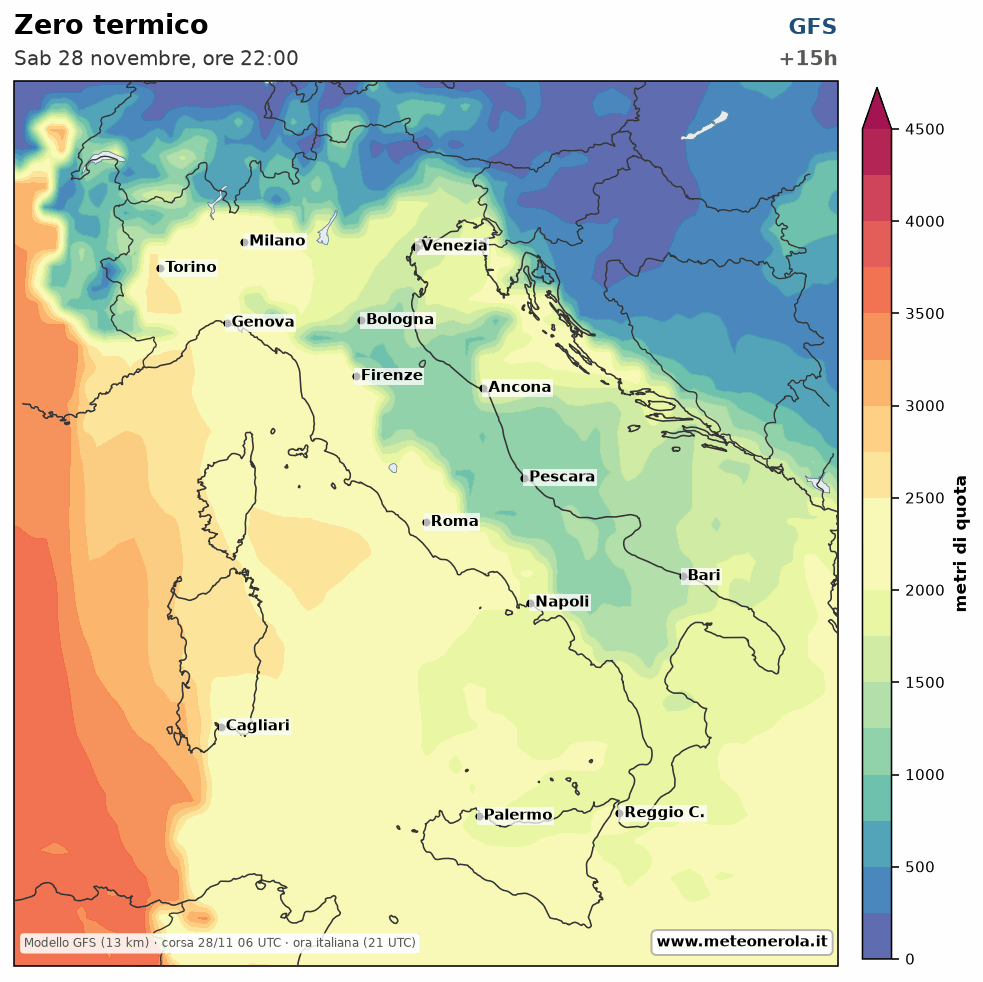 Zero termico
GFS
Sab 28 novembre, ore 22:00
+15h
4500
4000
3500
3000
2500
2000
1500
1000
500
0
metri di quota
Milano
Venezia
Torino
Genova
Bologna
Firenze
Ancona
Pescara
Roma
Bari
Napoli
Cagliari
Palermo
Reggio C.
Modello GFS (13 km) · corsa 28/11 06 UTC · ora italiana (21 UTC)
www.meteonerola.it